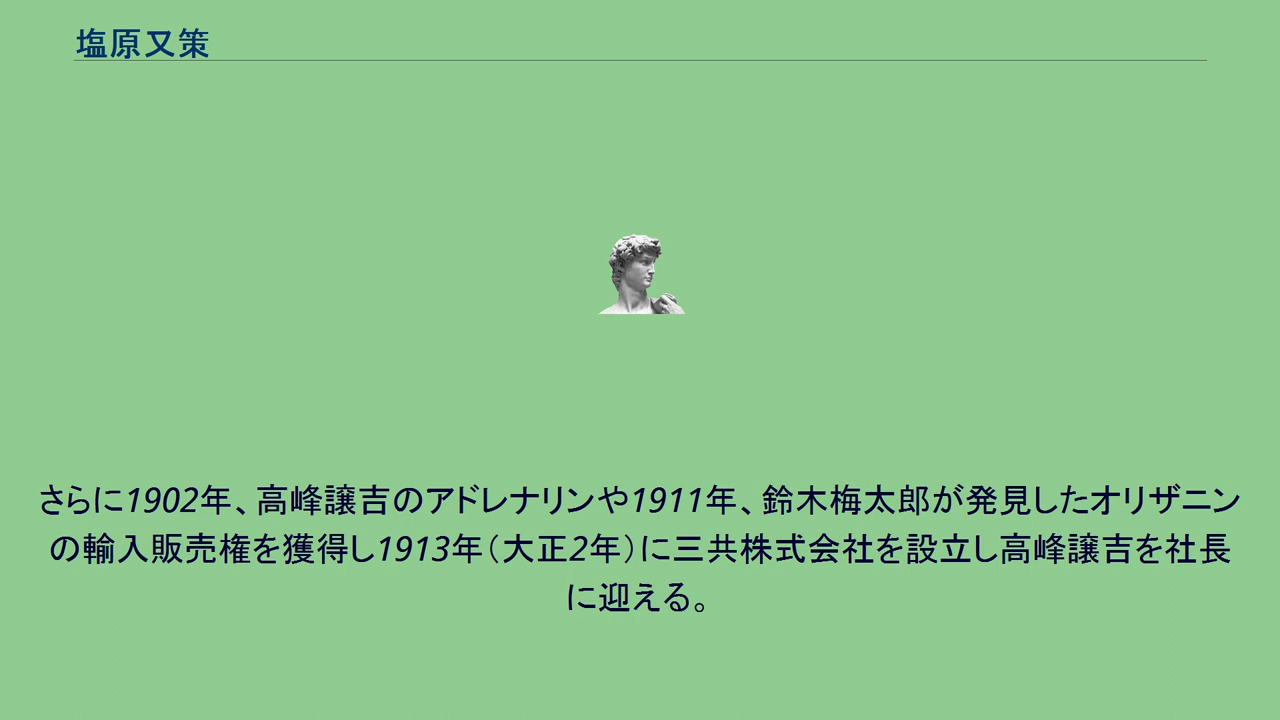 塩原又策
さらに1902年、高峰譲吉のアドレナリンや1911年、鈴木梅太郎が発見したオリザニン
の輸入販売権を獲得し1913年（大正2年）に三共株式会社を設立し高峰譲吉を社長
に迎える。